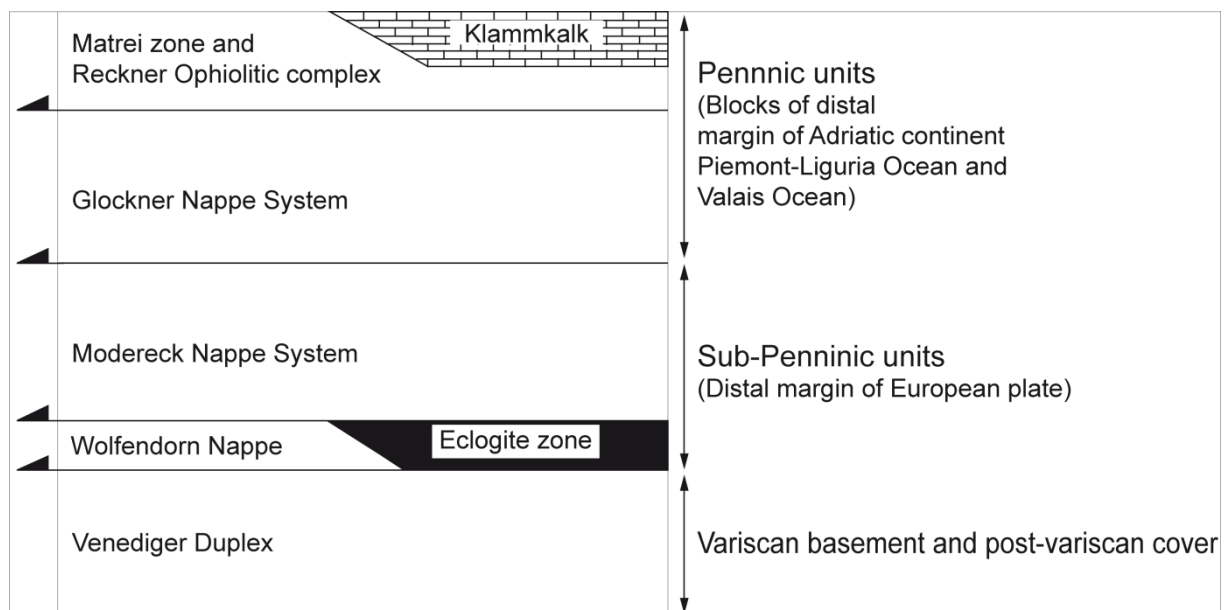 Matrei zone and
Reckner Ophiolitic complex
Klammkalk
Pennnic units
(Blocks of distal
margin of Adriatic continent
Piemont-Liguria Ocean and
Valais Ocean)
Glockner Nappe System
Modereck Nappe System
Sub-Penninic units
(Distal margin of European plate)
Wolfendorn Nappe
Eclogite zone
Venediger Duplex
Variscan basement and post-variscan cover